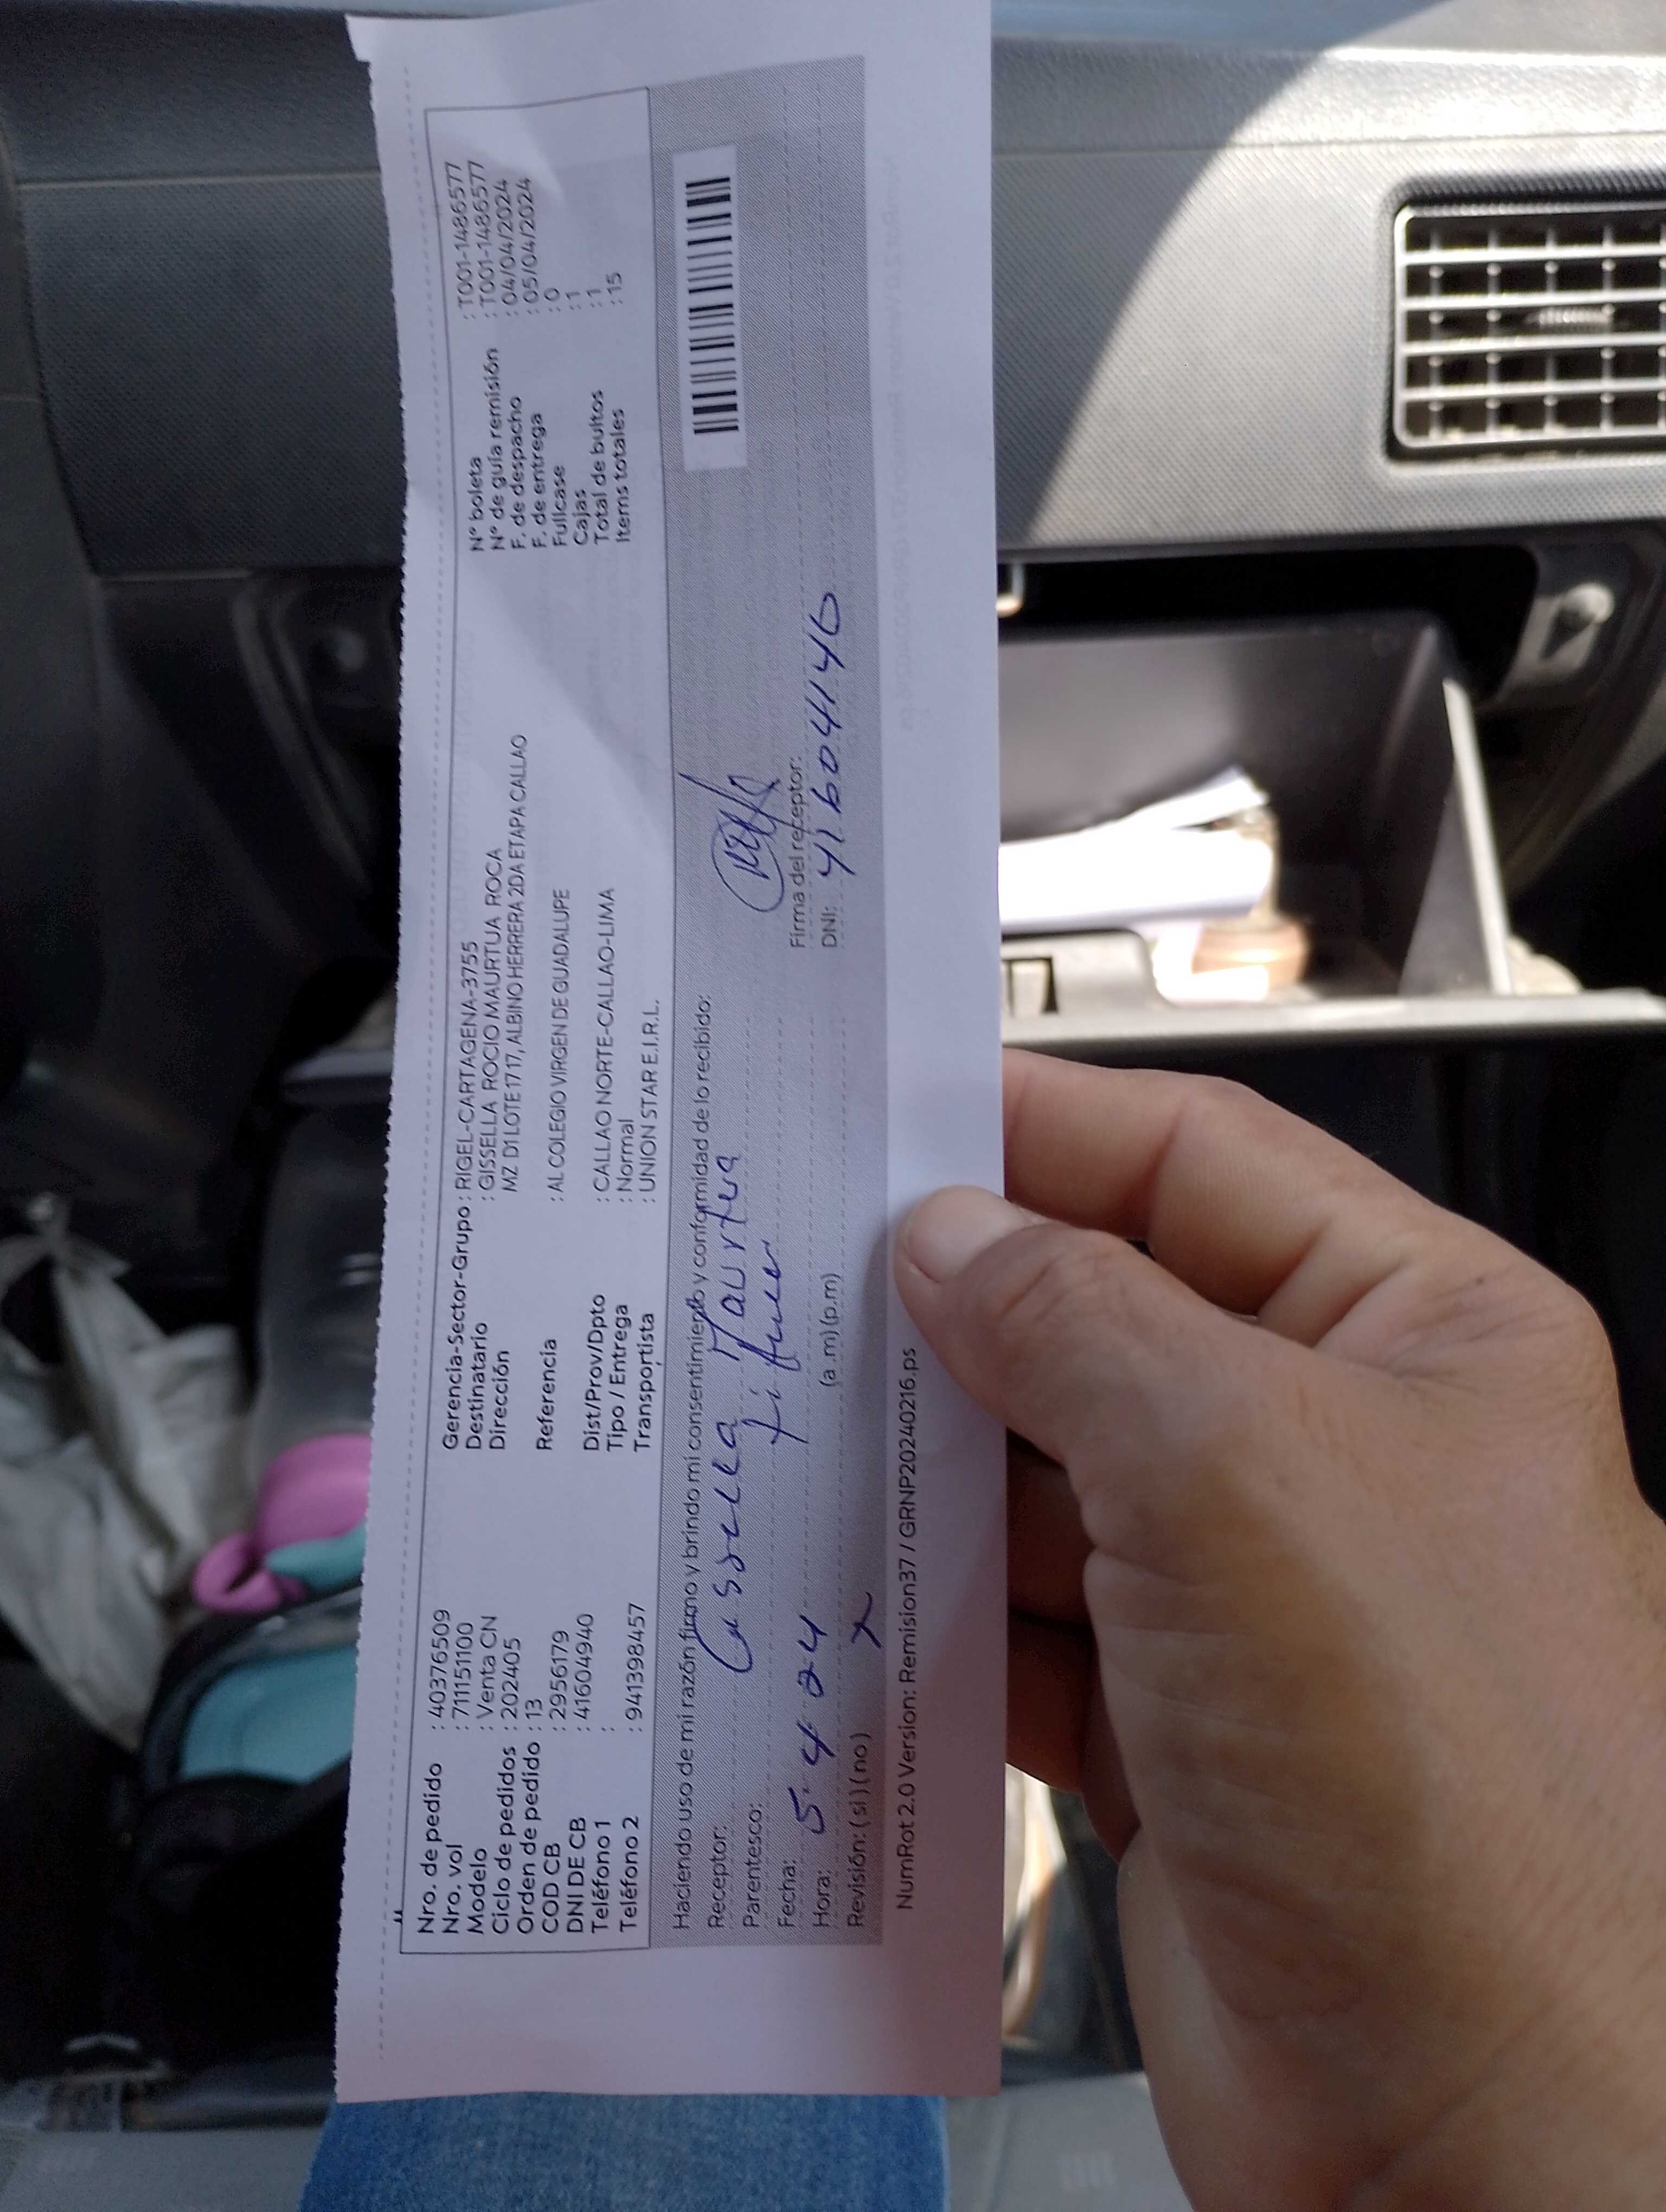 Nro. de pedido : 40376509
Nro. vol : 711151100
Modelo : Venta CN
Ciclo de pedidos : 202405
Orden de pedido : 13
COD CB : 2956179
DNI DE CB : 41604940
Teléfono 1 :
Teléfono 2 : 941398457
Gerencia-Sector-Grupo : RIGEL-CARTAGENA-3755
Destinatario : GISSELLA ROCIO MAURTUA ROCA
Dirección MZ D1 LOTE 17 17, ALBINO HERRERA 2DA ETAPA CALLAO
Referencia : AL COLEGIO VIRGEN DE GUADALUPE
Dist/Prov/Dpto : CALLAO NORTE-CALLAO-LIMA
Tipo / Entrega : Normal
Transportista : UNION STAR E.I.R.L.
N° boleta : T001-1486577
N° de guía remisión : T001-1486577
F. de despacho : 04/04/2024
F. de entrega : 05/04/2024
Fullcase : 0
Cajas : 1
Total de bultos : 1
Items totales : 15
Haciendo uso de mi razón firmo y brindo mi consentimiento y conformidad de lo recibido:
Receptor: Maurtua
Parentesco:
Fecha: 5-4-24
Hora: (a.m) (p.m)
Revisión: (si) (no) X
Firma del receptor:
DNI:
NumRot 2.0 Version: Remision37 / GRNP20240216.ps